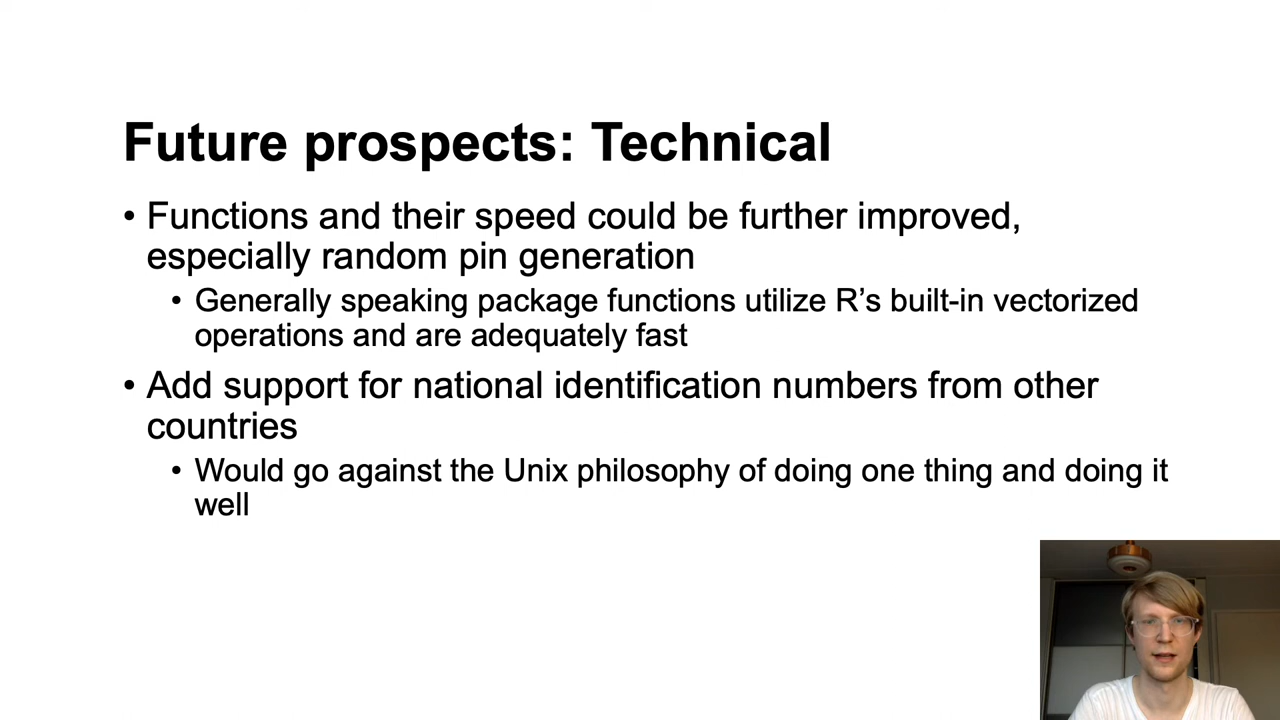 Future prospects: Technical
• Functions and their speed could be further improved,
especially random pin generation
• Generally speaking package functions utilize R’s built-in vectorized
operations and are adequately fast
• Add support for national identification numbers from other
countries
• Would go against the Unix philosophy of doing one thing and doing it
well